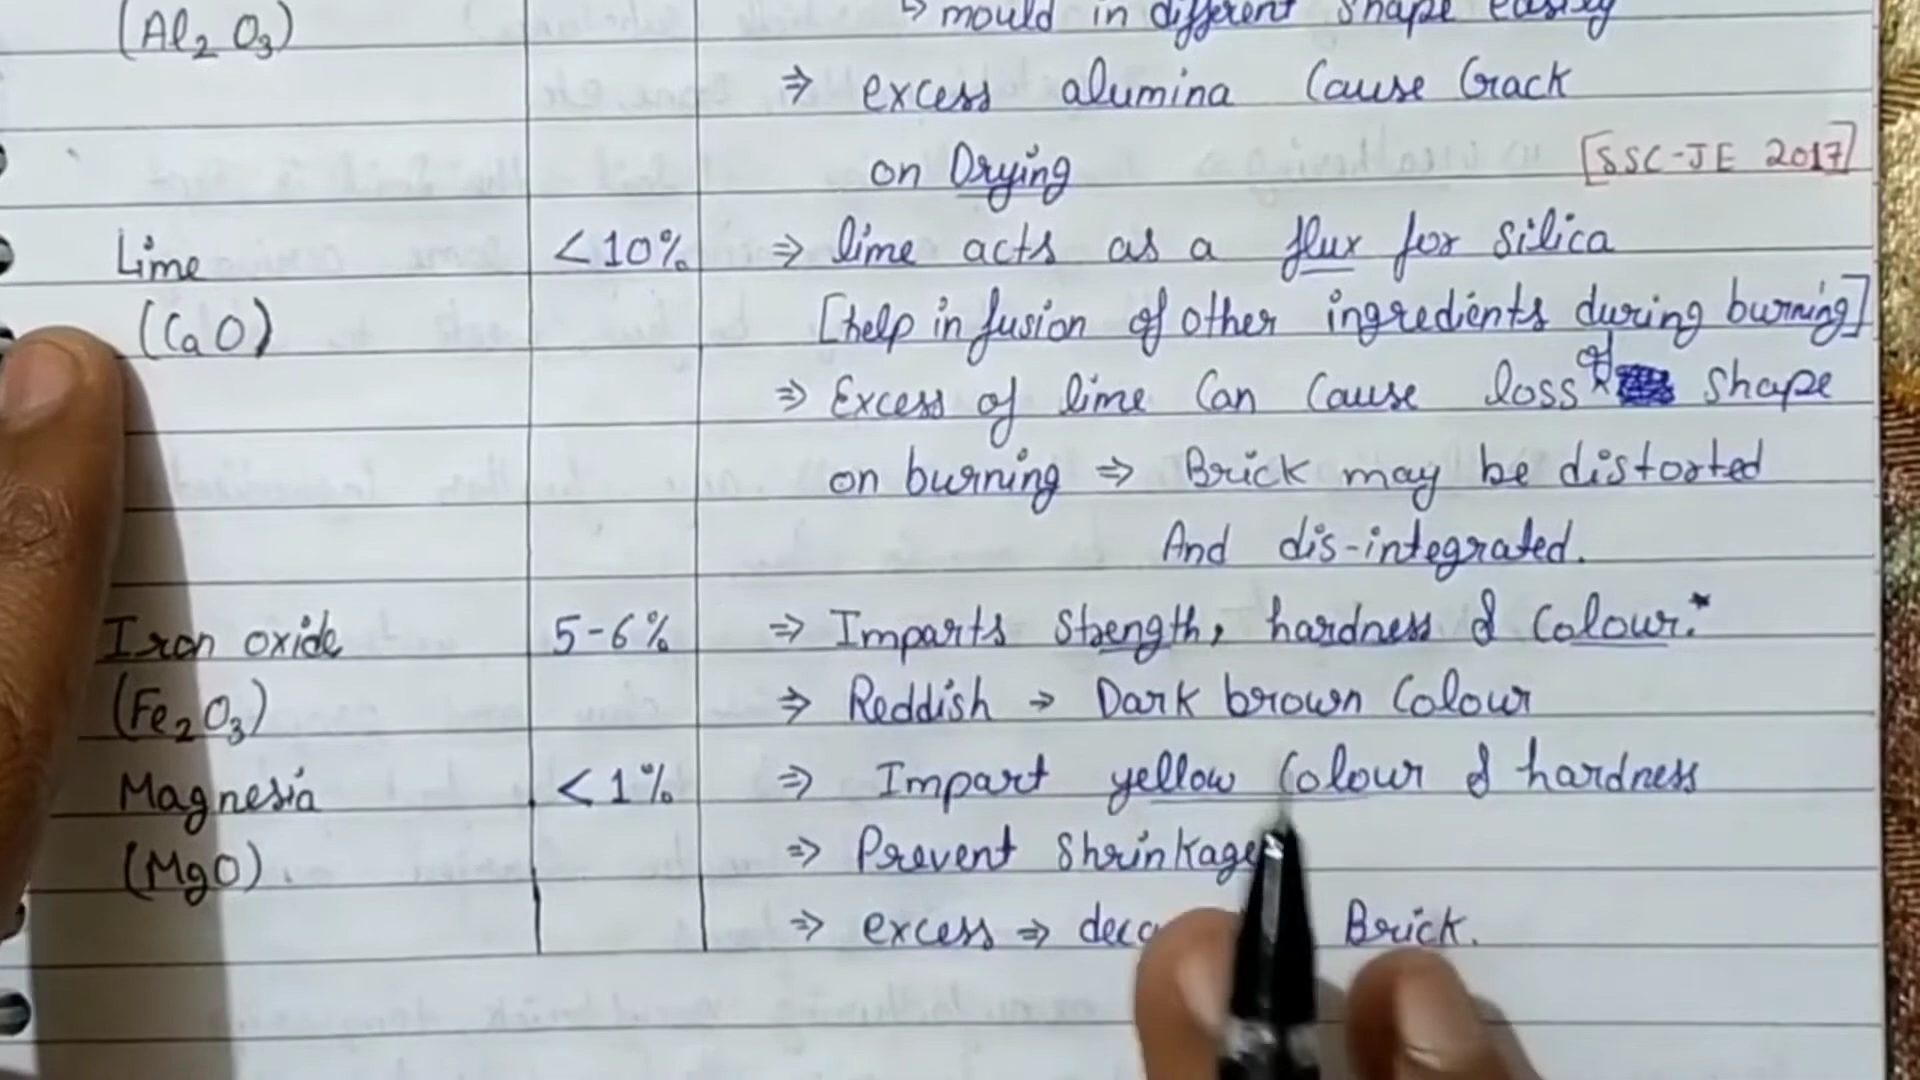 (Al2 O3)
↳ mould in different shape easily
⇒ excess alumina Cause Crack
on Drying
[SSC-JE 2017]
Lime <10% ⇒ lime acts as a flux for Silica
(CaO) [help in fusion of other ingredients during burning]
⇒ Excess of lime Can Cause loss of Shape
on burning ⇒ Brick may be distorted
And dis-integrated.
Iron oxide 5-6% ⇒ Imparts Strength, hardness & Colour.*
(Fe2O3) ⇒ Reddish → Dark brown Colour
Magnesia <1% ⇒ Impart yellow Colour & hardness
(MgO) ⇒ Prevent Shrinkage
⇒ excess ⇒ Brick.